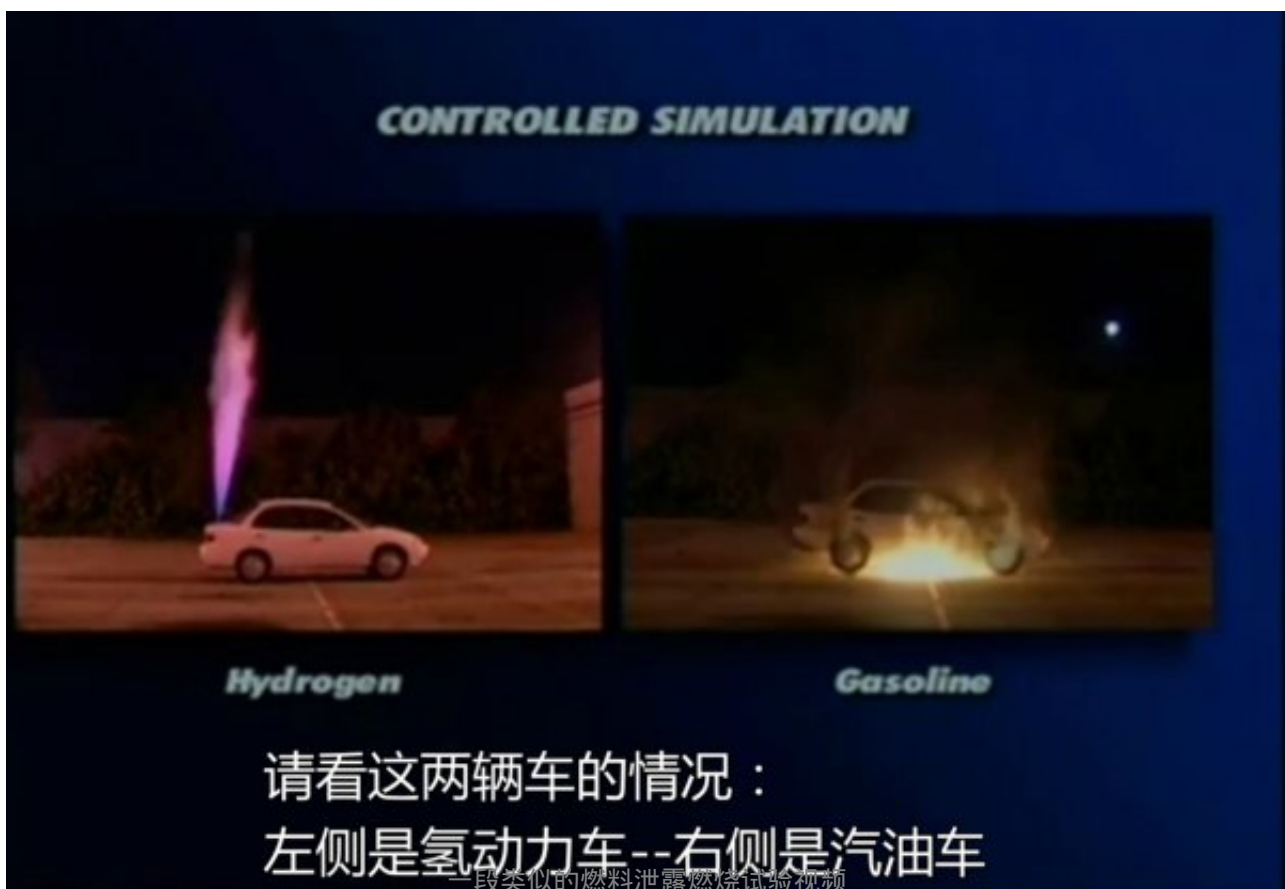 CONTROLLED SIMULATION
Hydrogen
Gasoline
请看这两辆车的情况：
左侧是氢动力车--右侧是汽油车
一段类似的燃料泄露燃烧试验视频